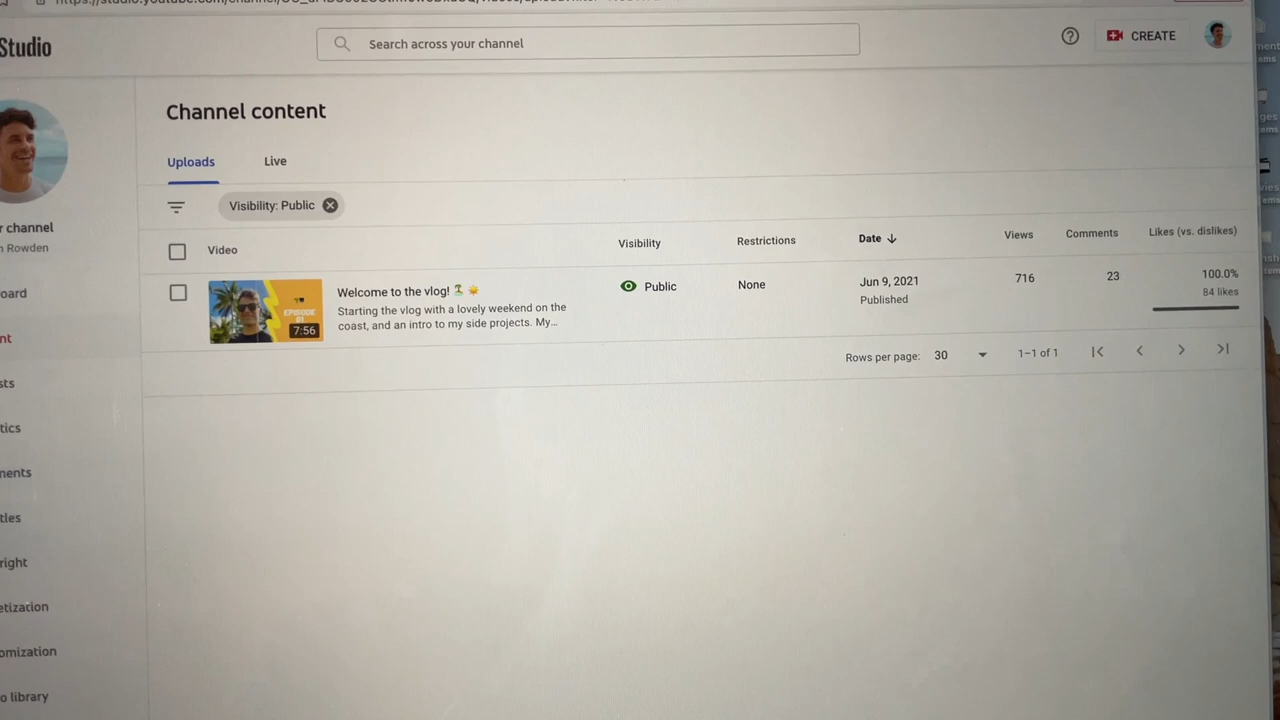 Studio
Search across your channel
CREATE
Channel content
Uploads
Live
Visibility: Public
Video
Visibility
Restrictions
Date
Views
Comments
Likes (vs. dislikes)
7:56
EPISODE
01
Welcome to the vlog! 🏝️ ☀️
Starting the vlog with a lovely weekend on the
coast, and an intro to my side projects. My...
Public
None
Jun 9, 2021
Published
716
23
100.0%
84 likes
Rows per page: 30
1–1 of 1
r channel
n Rowden
oard
nt
sts
tics
nents
tles
right
etization
omization
o library